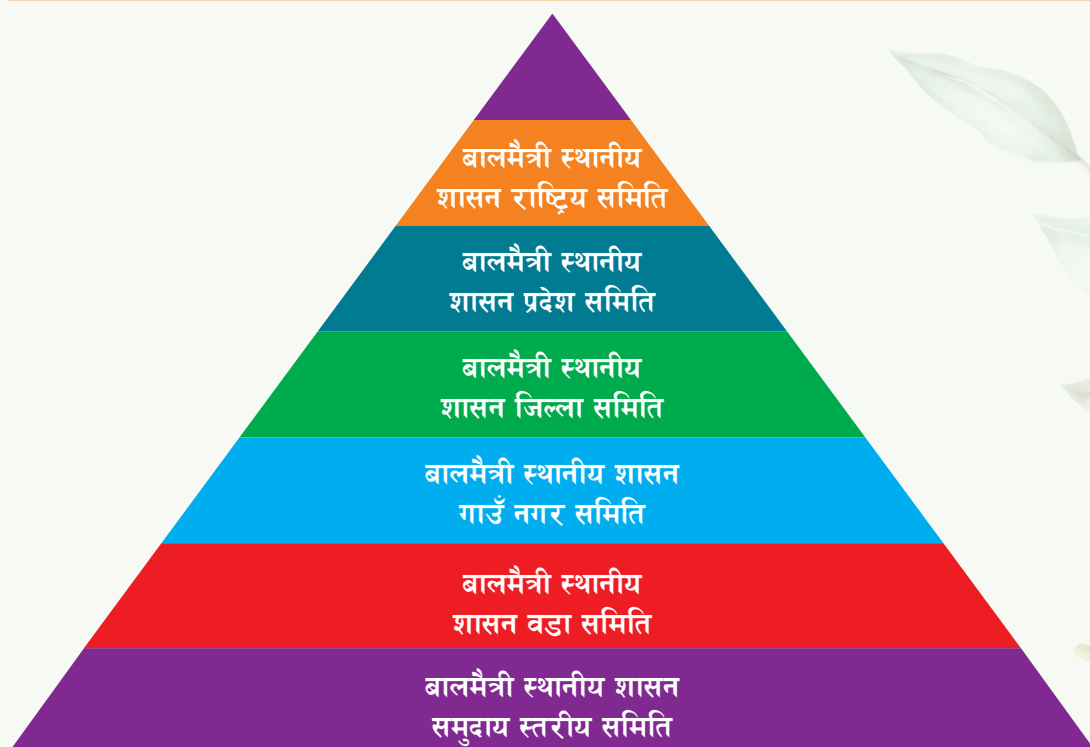 बालमैत्री स्थानीय
शासन राष्ट्रिय समिति
बालमैत्री स्थानीय
शासन प्रदेश समिति
बालमैत्री स्थानीय
शासन जिल्ला समिति
बालमैत्री स्थानीय शासन
गाउँ नगर समिति
बालमैत्री स्थानीय
शासन वडा समिति
बालमैत्री स्थानीय शासन
समुदाय स्तरीय समिति